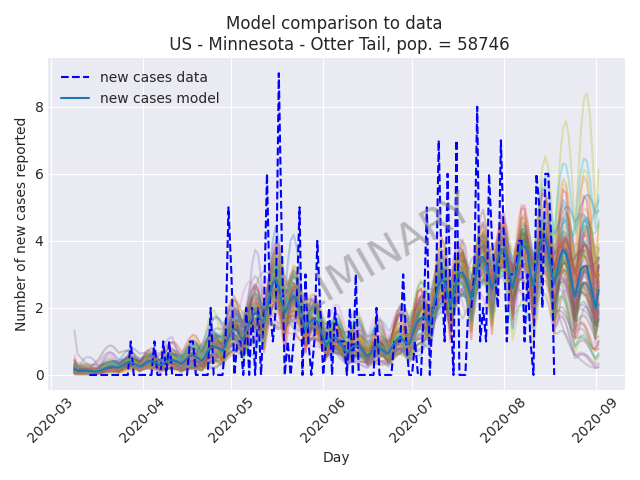 Model comparison to data
US - Minnesota - Otter Tail, pop. = 58746
new cases data
new cases model
Number of new cases reported
8
6
4
2
0
2020-03
2020-04
2020-05
2020-06
2020-07
2020-08
2020-09
Day